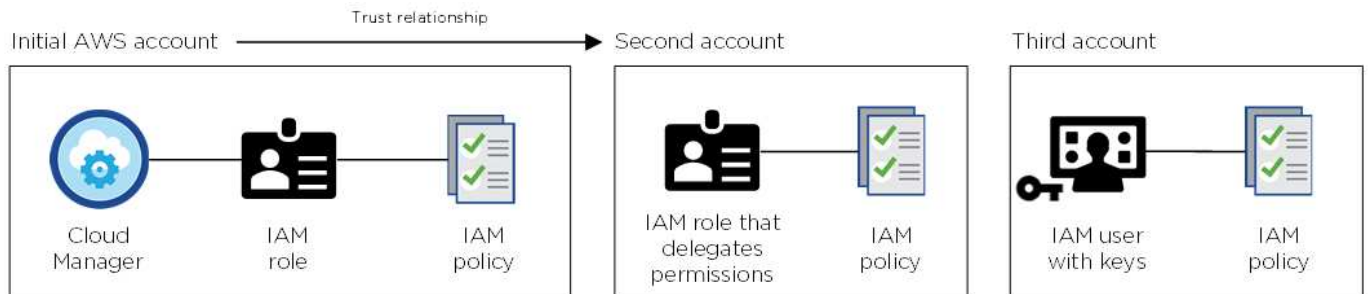 Trust relationship
Initial AWS account
Second account
Third account
Cloud
Manager
IAM
role
IAM
policy
IAM role that
delegates
permissions
IAM
policy
IAM user
with keys
IAM
policy